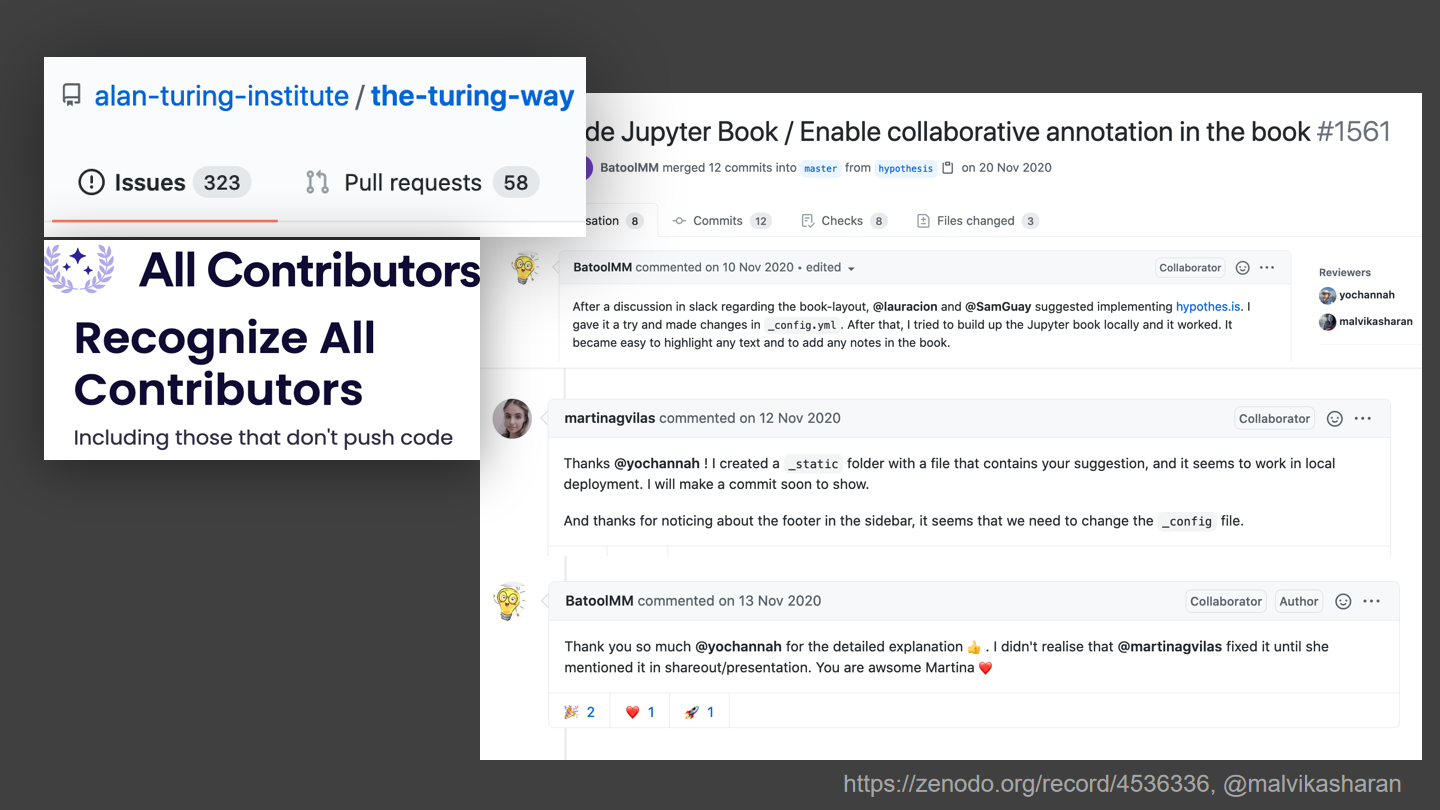 alan-turing-institute / the-turing-way
Issues 323 Pull requests 58
All Contributors
Recognize All
Contributors
Including those that don't push code
de Jupyter Book / Enable collaborative annotation in the book #1561
BatoolMM merged 12 commits into master from hypothesis on 20 Nov 2020
sation 8 Commits 12 Checks 8 Files changed 3
BatoolMM commented on 10 Nov 2020 • edited Collaborator ···
After a discussion in slack regarding the book-layout, @lauracion and @SamGuay suggested implementing hypothes.is. I
gave it a try and made changes in _config.yml . After that, I tried to build up the Jupyter book locally and it worked. It
became easy to highlight any text and to add any notes in the book.
Reviewers
yochannah
malvikasharan
martinagvilas commented on 12 Nov 2020 Collaborator ···
Thanks @yochannah ! I created a _static folder with a file that contains your suggestion, and it seems to work in local
deployment. I will make a commit soon to show.
And thanks for noticing about the footer in the sidebar, it seems that we need to change the _config file.
BatoolMM commented on 13 Nov 2020 Collaborator Author ···
Thank you so much @yochannah for the detailed explanation 👍 . I didn't realise that @martinagvilas fixed it until she
mentioned it in shareout/presentation. You are awsome Martina ❤️
🎉 2 ❤️ 1 🚀 1
https://zenodo.org/record/4536336, @malvikasharan